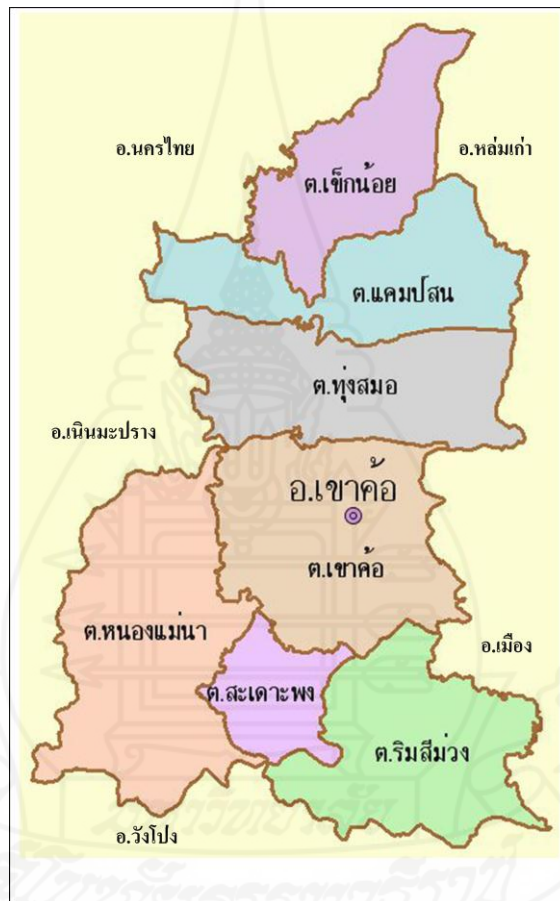 อ.นครไทย
อ.หล่มเก่า
ต.เข็กน้อย
ต.แคมป์สน
ต.ทุ่งสมอ
อ.เนินมะปราง
อ.เขาค้อ
ต.เขาค้อ
ต.หนองแม่นา
อ.เมือง
ต.สะเดาะพง
ต.ริมสีม่วง
อ.วังโป่ง